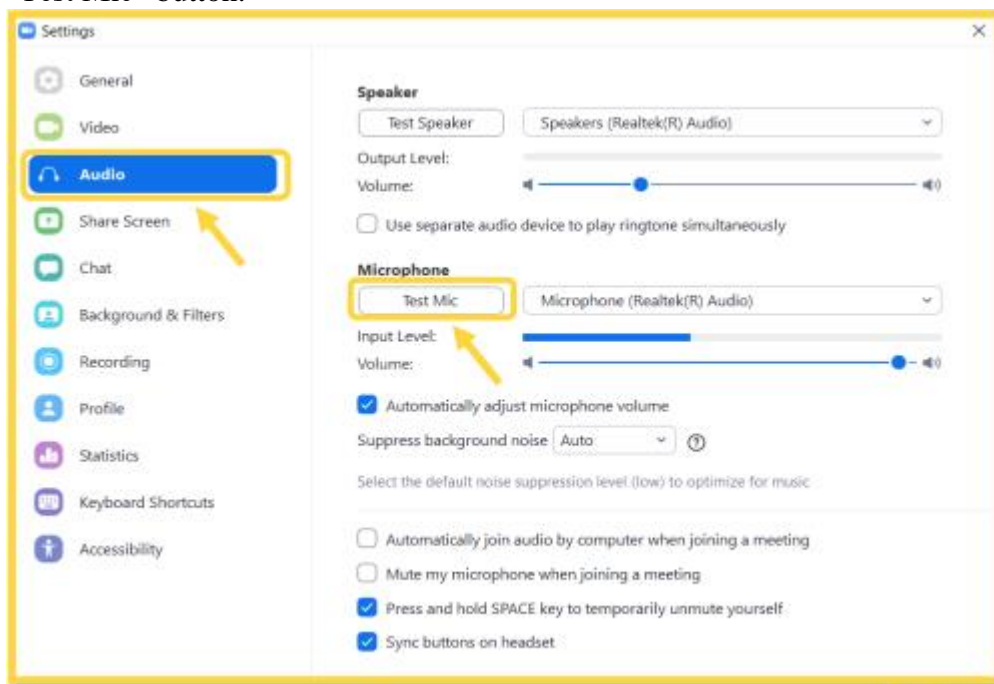 "Test Mic" button.
Settings
General
Video
Audio
Share Screen
Chat
Background & Filters
Recording
Profile
Statistics
Keyboard Shortcuts
Accessibility
Speaker
Test Speaker Speakers (Realtek(R) Audio)
Output Level:
Volume:
Use separate audio device to play ringtone simultaneously
Microphone
Test Mic Microphone (Realtek(R) Audio)
Input Level:
Volume:
Automatically adjust microphone volume
Suppress background noise Auto
Select the default noise suppression level (low) to optimize for music
Automatically join audio by computer when joining a meeting
Mute my microphone when joining a meeting
Press and hold SPACE key to temporarily unmute yourself
Sync buttons on headset